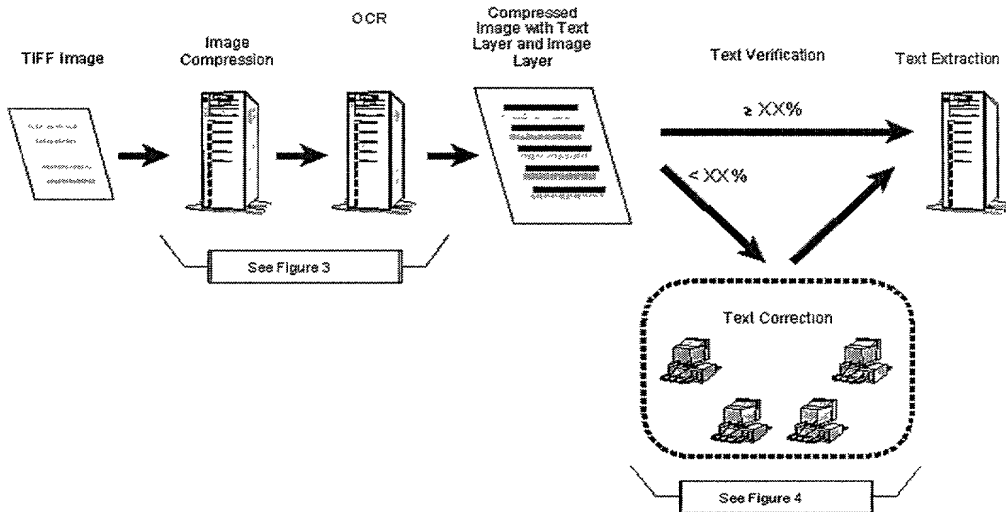 TIFF Image
Image
Compression
OCR
Compressed
Image with Text
Layer and Image
Layer
Text Verification
Text Extraction
≥ XX%
< XX%
See Figure 3
Text Correction
See Figure 4